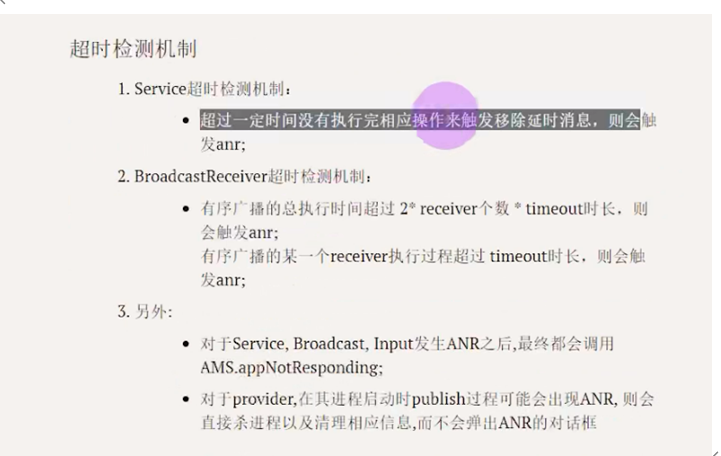 超时检测机制
1. Service超时检测机制：
• 超过一定时间没有执行完相应操作来触发移除延时消息，则会触
发anr;
2. BroadcastReceiver超时检测机制：
• 有序广播的总执行时间超过 2* receiver个数 * timeout时长，则
会触发anr;
有序广播的某一个receiver执行过程超过 timeout时长，则会触
发anr;
3. 另外:
• 对于Service, Broadcast, Input发生ANR之后,最终都会调用
AMS.appNotResponding;
• 对于provider,在其进程启动时publish过程可能会出现ANR, 则会
直接杀进程以及清理相应信息,而不会弹出ANR的对话框